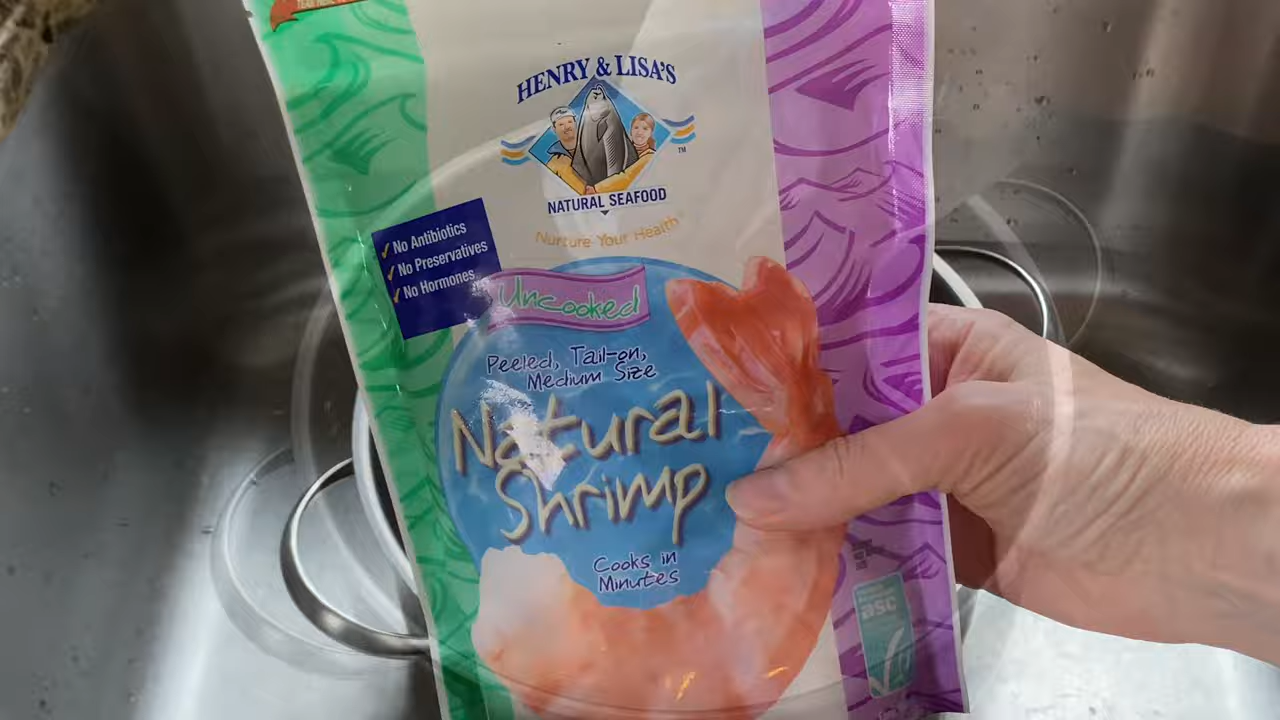 HENRY & LISA'S
TM
NATURAL SEAFOOD
Nurture Your Health
No Antibiotics
No Preservatives
No Hormones
Uncooked
Peeled, Tail-on,
Medium Size
Natural
Shrimp
Cooks in
Minutes
asc